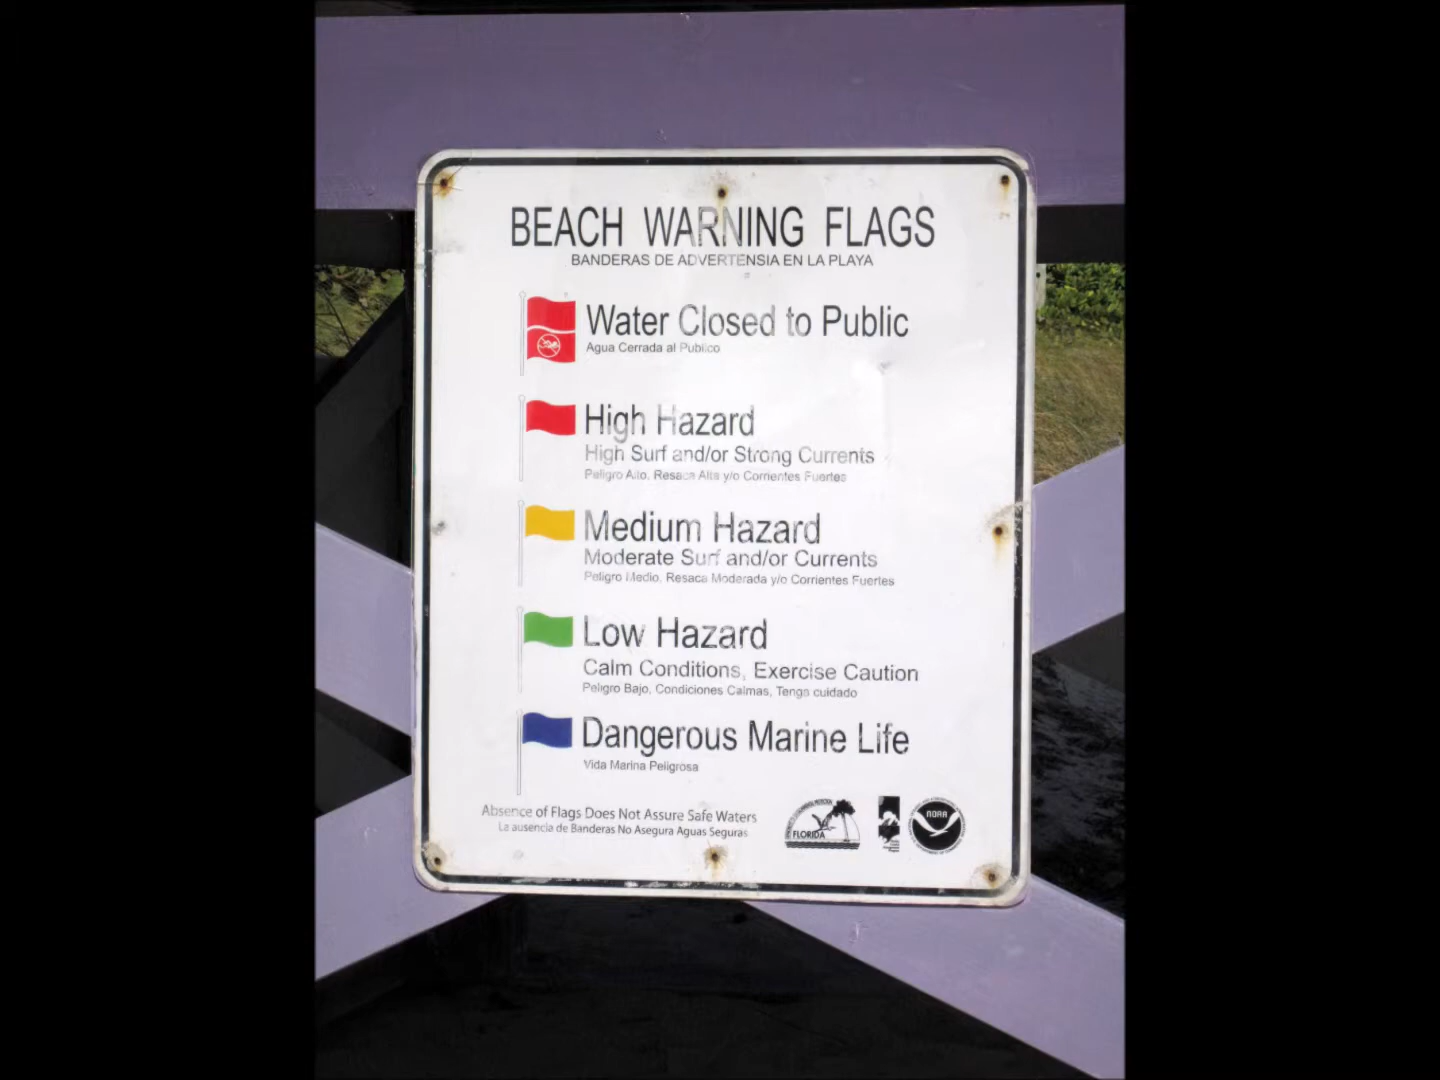 BEACH WARNING FLAGS
BANDERAS DE ADVERTENSIA EN LA PLAYA
Water Closed to Public
Agua Cerrada al Publico
High Hazard
High Surf and/or Strong Currents
Peligro Alto, Resaca Alta y/o Corrientes Fuertes
Medium Hazard
Moderate Surf and/or Currents
Peligro Medio, Resaca Moderada y/o Corrientes Fuertes
Low Hazard
Calm Conditions, Exercise Caution
Peligro Bajo, Condiciones Calmas, Tenga cuidado
Dangerous Marine Life
Vida Marina Peligrosa
Absence of Flags Does Not Assure Safe Waters
La ausencia de Banderas No Asegura Aguas Seguras
FLORIDA
NOAA